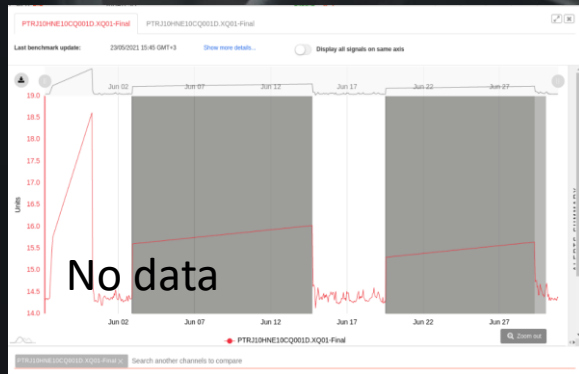 PTRJ10HNE10CQ001D.XQ01-Final PTRJ10HNE10CQ001D.XQ01-Final
Last benchmark update: 23/05/2021 15:45 GMT+3 Show more details... Display all signals on same axis
Jun 02 Jun 07 Jun 12 Jun 17 Jun 22 Jun 27
19.0
18.5
18.0
17.5
17.0
16.5
Units
16.0
15.5
15.0
14.5
14.0
No data
Jun 02 Jun 07 Jun 12 Jun 17 Jun 22 Jun 27
PTRJ10HNE10CQ001D.XQ01-Final
Zoom out
PTRJ10HNE10CQ001D.XQ01-Final × Search another channels to compare